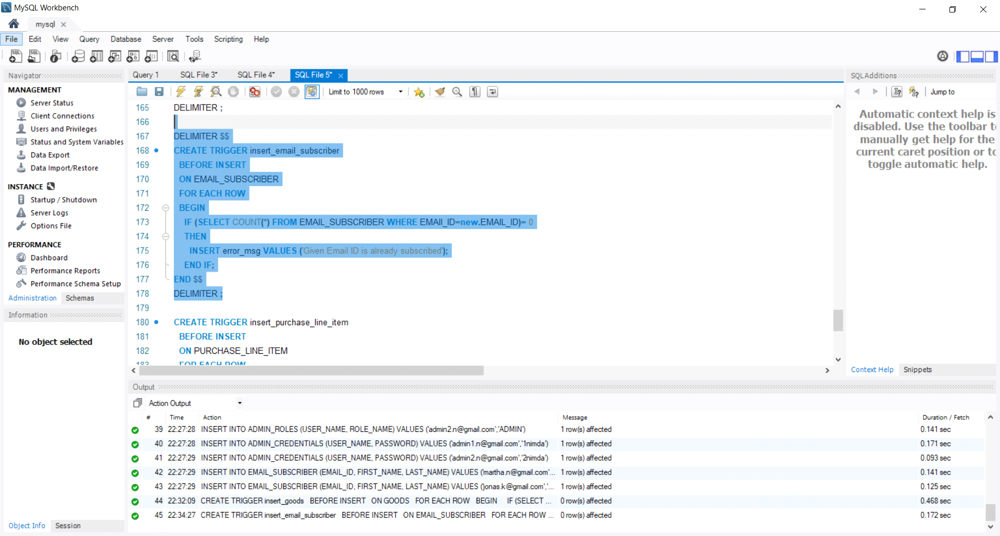 MySQL Workbench
mysql
File Edit View Query Database Server Tools Scripting Help
Navigator
MANAGEMENT
Server Status
Client Connections
Users and Privileges
Status and System Variables
Data Export
Data Import/Restore
INSTANCE
Startup / Shutdown
Server Logs
Options File
PERFORMANCE
Dashboard
Performance Reports
Performance Schema Setup
Administration Schemas
Information
No object selected
Object Info Session
Query 1 SQL File 3* SQL File 4* SQL File 5*
Limit to 1000 rows
165 DELIMITER ;
166
167 DELIMITER $$
168 CREATE TRIGGER insert_email_subscriber
169 BEFORE INSERT
170 ON EMAIL_SUBSCRIBER
171 FOR EACH ROW
172 BEGIN
173 IF (SELECT COUNT(*) FROM EMAIL_SUBSCRIBER WHERE EMAIl_ID=new.EMAIL_ID)= 0
174 THEN
175 INSERT error_msg VALUES ('Given Email ID is already subscribed');
176 END IF;
177 END $$
178 DELIMITER ;
179
180 CREATE TRIGGER insert_purchase_line_item
181 BEFORE INSERT
182 ON PURCHASE_LINE_ITEM
183 FOR EACH ROW
SQLAdditions
Jump to
Automatic context help is
disabled. Use the toolbar t
manually get help for the
current caret position or to
toggle automatic help.
Context Help Snippets
Output
Action Output
# Time Action Message Duration / Fetch
39 22:27:28 INSERT INTO ADMIN_ROLES (USER_NAME, ROLE_NAME) VALUES ('admin2.n@gmail.com','ADMIN') 1 row(s) affected 0.141 sec
40 22:27:28 INSERT INTO ADMIN_CREDENTIALS (USER_NAME, PASSWORD) VALUES ('admin1.n@gmail.com','1nimda') 1 row(s) affected 0.171 sec
41 22:27:29 INSERT INTO ADMIN_CREDENTIALS (USER_NAME, PASSWORD) VALUES ('admin2.n@gmail.com','2nimda') 1 row(s) affected 0.093 sec
42 22:27:29 INSERT INTO EMAIL_SUBSCRIBER (EMAIL_ID, FIRST_NAME, LAST_NAME) VALUES ('martha.n@gmail.com'... 1 row(s) affected 0.141 sec
43 22:27:29 INSERT INTO EMAIL_SUBSCRIBER (EMAIL_ID, FIRST_NAME, LAST_NAME) VALUES ('jonas.k@gmail.com','... 1 row(s) affected 0.125 sec
44 22:32:09 CREATE TRIGGER insert_goods BEFORE INSERT ON GOODS FOR EACH ROW BEGIN IF (SELECT ... 0 row(s) affected 0.468 sec
45 22:34:27 CREATE TRIGGER insert_email_subscriber BEFORE INSERT ON EMAIL_SUBSCRIBER FOR EACH ROW ... 0 row(s) affected 0.172 sec